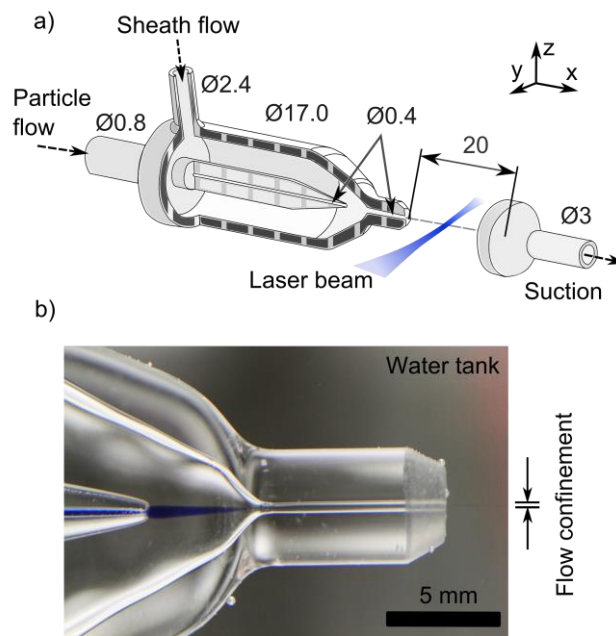 a)
Sheath flow
Particle
flow
Ø0.8
Ø2.4
Ø17.0
Ø0.4
20
Ø3
z
y
x
Laser beam
Suction
b)
Water tank
Flow confinement
5 mm